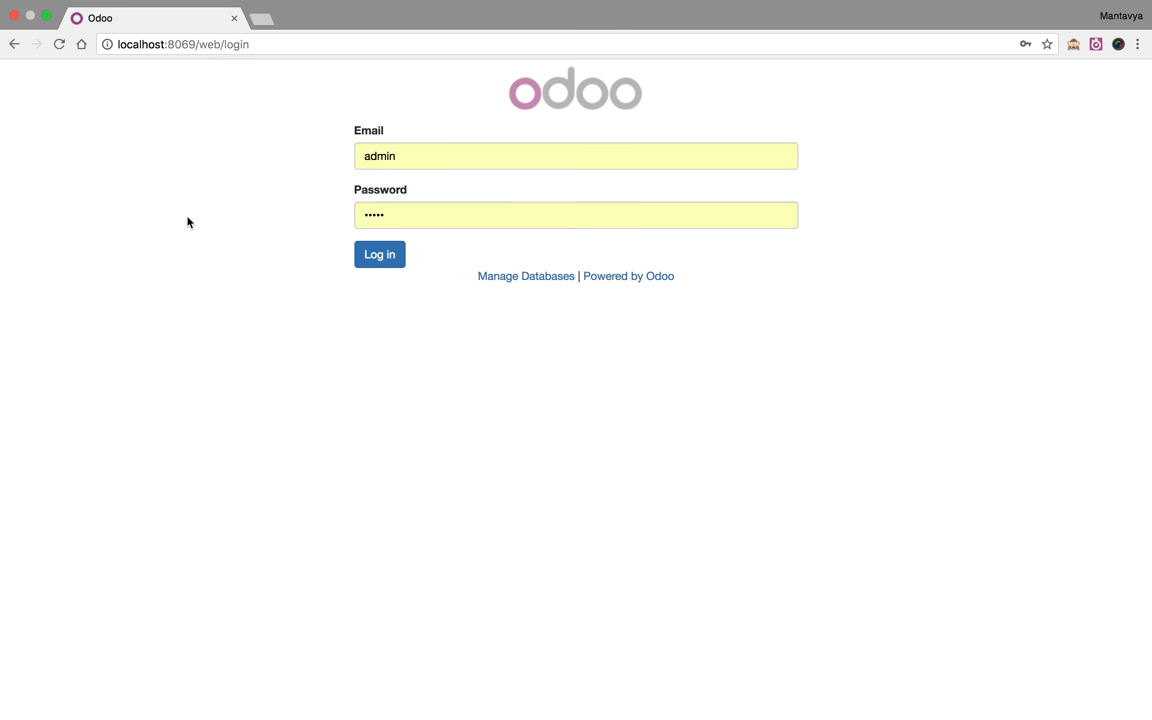 Odoo
Mantavya
localhost:8069/web/login
odoo
Email
admin
Password
•••••
Log in
Manage Databases | Powered by Odoo